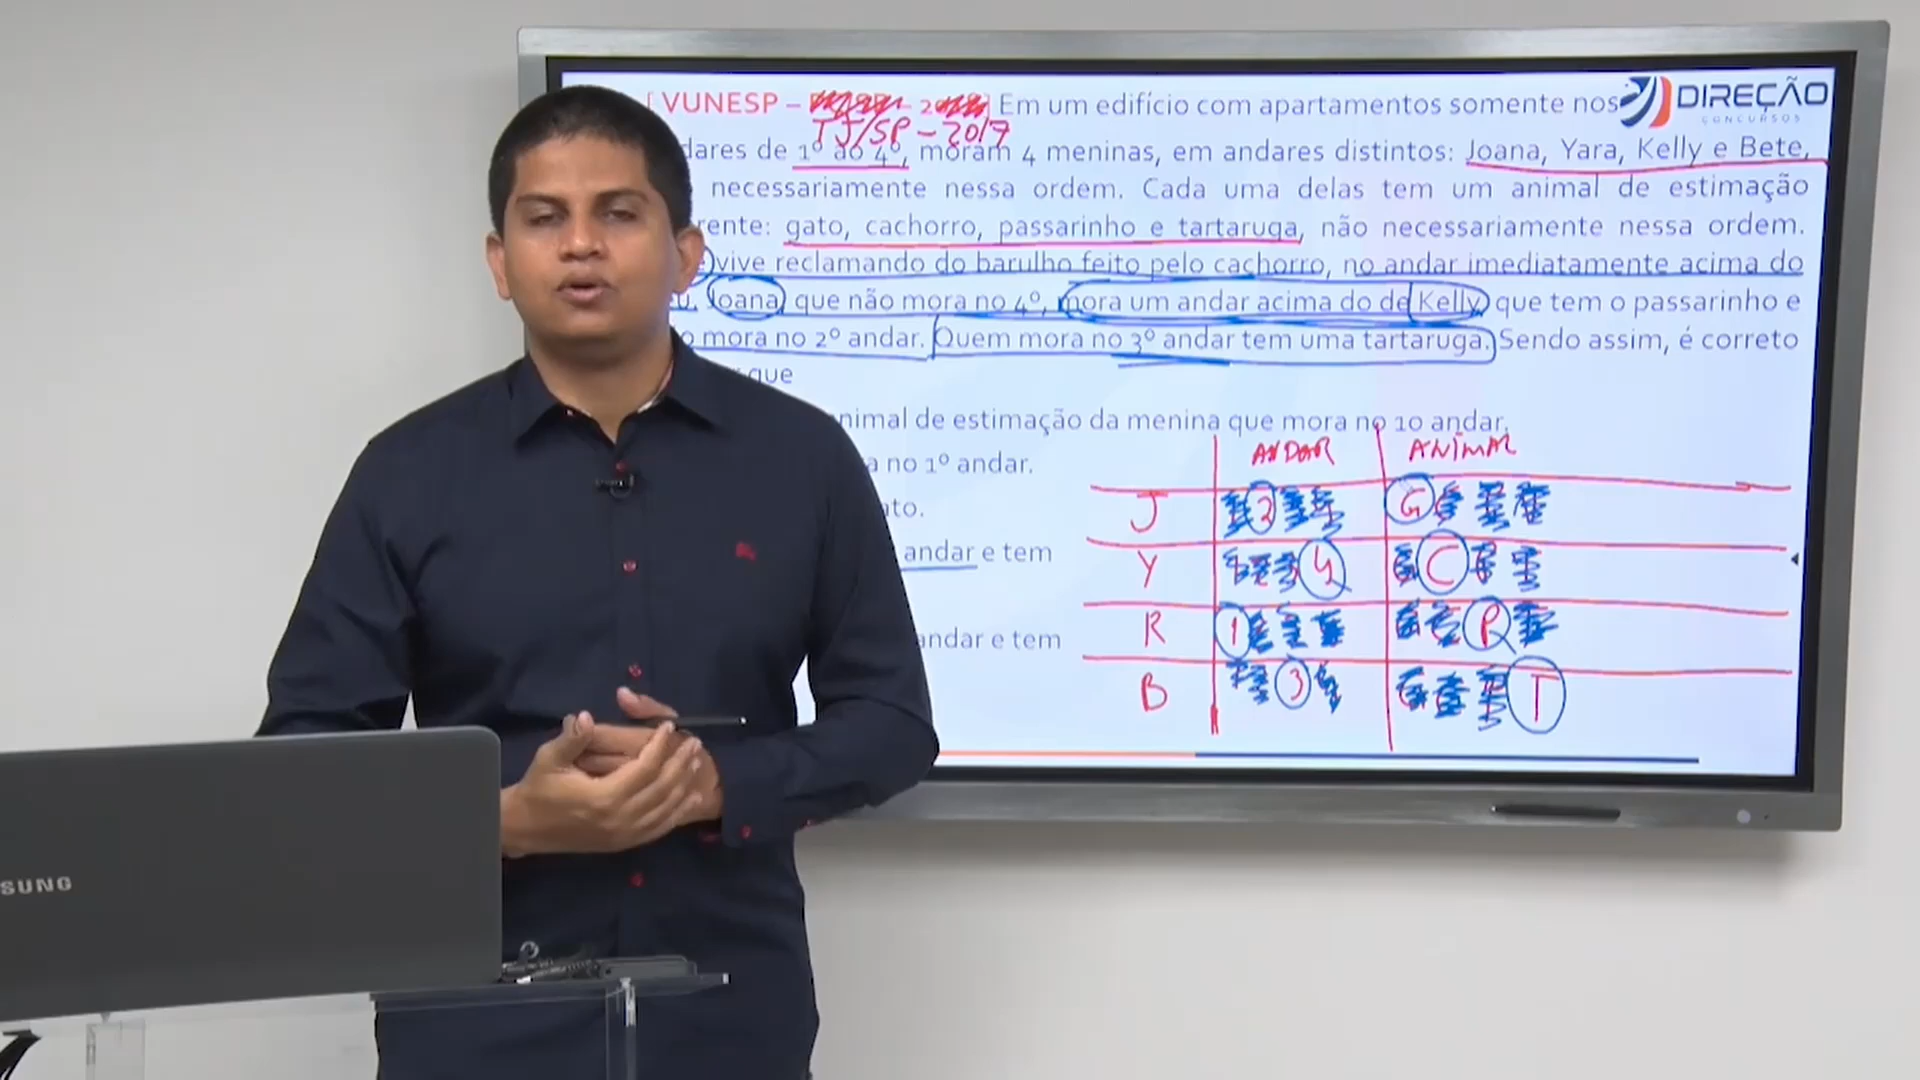 [ VUNESP – 20 ] Em um edifício com apartamentos somente nos
TJ/SP - 2017
DIREÇÃO
CONCURSOS
dares de 1º ao 4º, moram 4 meninas, em andares distintos: Joana, Yara, Kelly e Bete,
necessariamente nessa ordem. Cada uma delas tem um animal de estimação
rente: gato, cachorro, passarinho e tartaruga, não necessariamente nessa ordem.
vive reclamando do barulho feito pelo cachorro, no andar imediatamente acima do
u. Joana, que não mora no 4º, mora um andar acima do de Kelly, que tem o passarinho e
o mora no 2º andar. Quem mora no 3º andar tem uma tartaruga. Sendo assim, é correto
que
nimal de estimação da menina que mora no 10 andar.
a no 1º andar.
ato.
andar e tem
andar e tem
ANDAR ANIMAL
J 2 G
Y 4 C
K 1 P
B 3 T
SUNG